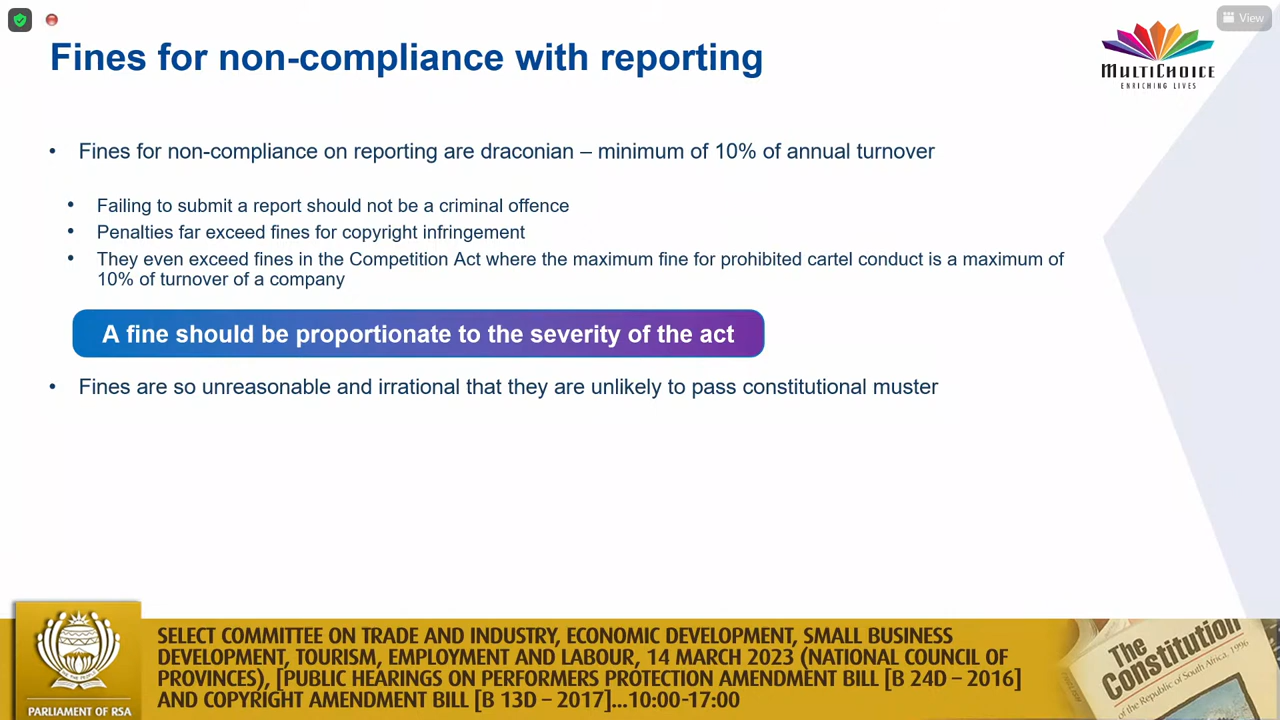 View
Fines for non-compliance with reporting
MULTICHOICE
ENRICHING LIVES
• Fines for non-compliance on reporting are draconian – minimum of 10% of annual turnover
• Failing to submit a report should not be a criminal offence
• Penalties far exceed fines for copyright infringement
• They even exceed fines in the Competition Act where the maximum fine for prohibited cartel conduct is a maximum of
10% of turnover of a company
A fine should be proportionate to the severity of the act
• Fines are so unreasonable and irrational that they are unlikely to pass constitutional muster
SELECT COMMITTEE ON TRADE AND INDUSTRY, ECONOMIC DEVELOPMENT, SMALL BUSINESS
DEVELOPMENT, TOURISM, EMPLOYMENT AND LABOUR, 14 MARCH 2023 (NATIONAL COUNCIL OF
PROVINCES), [PUBLIC HEARINGS ON PERFORMERS PROTECTION AMENDMENT BILL [B 24D – 2016]
AND COPYRIGHT AMENDMENT BILL [B 13D – 2017]...10:00-17:00
PARLIAMENT OF RSA
The
Constitution
of the Republic of South Africa, 1996